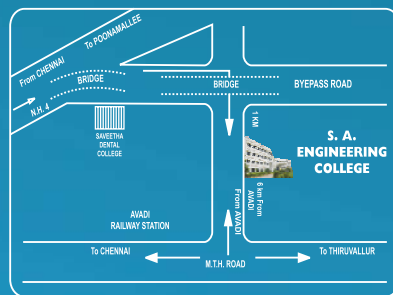 To POONAMALLEE
From CHENNAI
BRIDGE
N.H. 4
BRIDGE
BYEPASS ROAD
SAVEETHA
DENTAL
COLLEGE
1 KM
S. A.
ENGINEERING
COLLEGE
6 km From
AVADI
From AVADI
AVADI
RAILWAY STATION
To CHENNAI
M.T.H. ROAD
To THIRUVALLUR